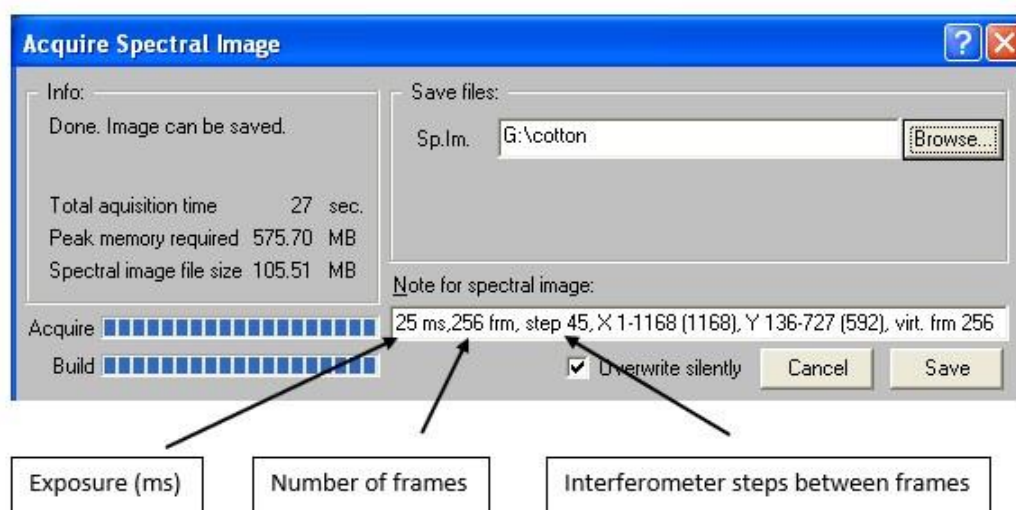 Acquire Spectral Image
Info:
Done. Image can be saved.
Total aquisition time 27 sec.
Peak memory required 575.70 MB
Spectral image file size 105.51 MB
Acquire
Build
Save files:
Sp.Im. G:\cotton Browse...
Note for spectral image:
25 ms,256 frm, step 45, X 1-1168 (1168), Y 136-727 (592), virt. frm 256
Overwrite silently Cancel Save
Exposure (ms) Number of frames Interferometer steps between frames